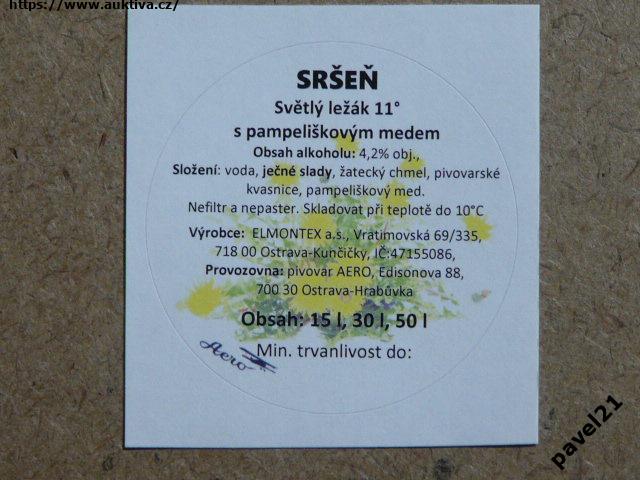 https://www.auktiva.cz/
SRŠEŇ
Světlý ležák 11°
s pampeliškovým medem
Obsah alkoholu: 4,2% obj.,
Složení: voda, ječné slady, žatecký chmel, pivovarské
kvasnice, pampeliškový med.
Nefiltr a nepaster. Skladovat při teplotě do 10°C
Výrobce: ELMONTEX a.s., Vratimovská 69/335,
718 00 Ostrava-Kunčičky, IČ:47155086,
Provozovna: pivovar AERO, Edisonova 88,
700 30 Ostrava-Hrabůvka
Obsah: 15 l, 30 l, 50 l
Min. trvanlivost do:
Aero
pavel21